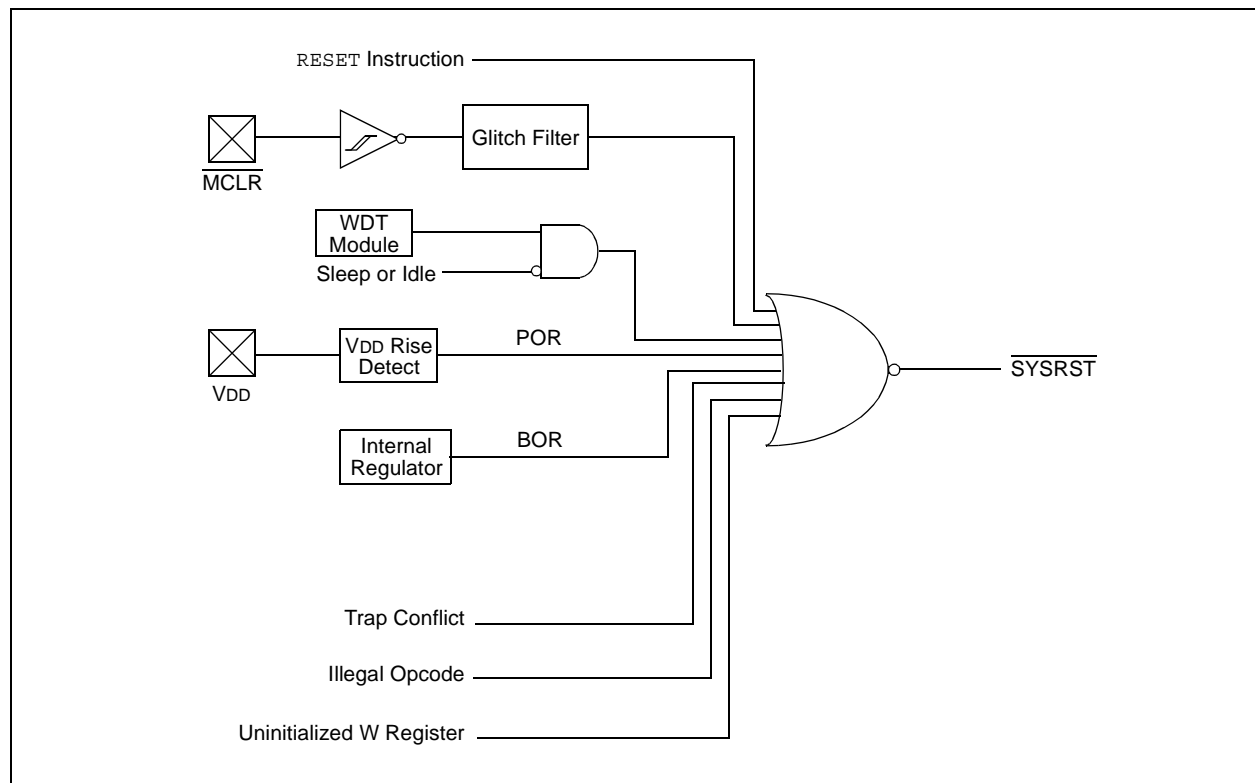 RESET Instruction
Glitch Filter
MCLR
WDT
Module
Sleep or Idle
VDD Rise
Detect
POR
VDD
SYSRST
Internal
Regulator
BOR
Trap Conflict
Illegal Opcode
Uninitialized W Register